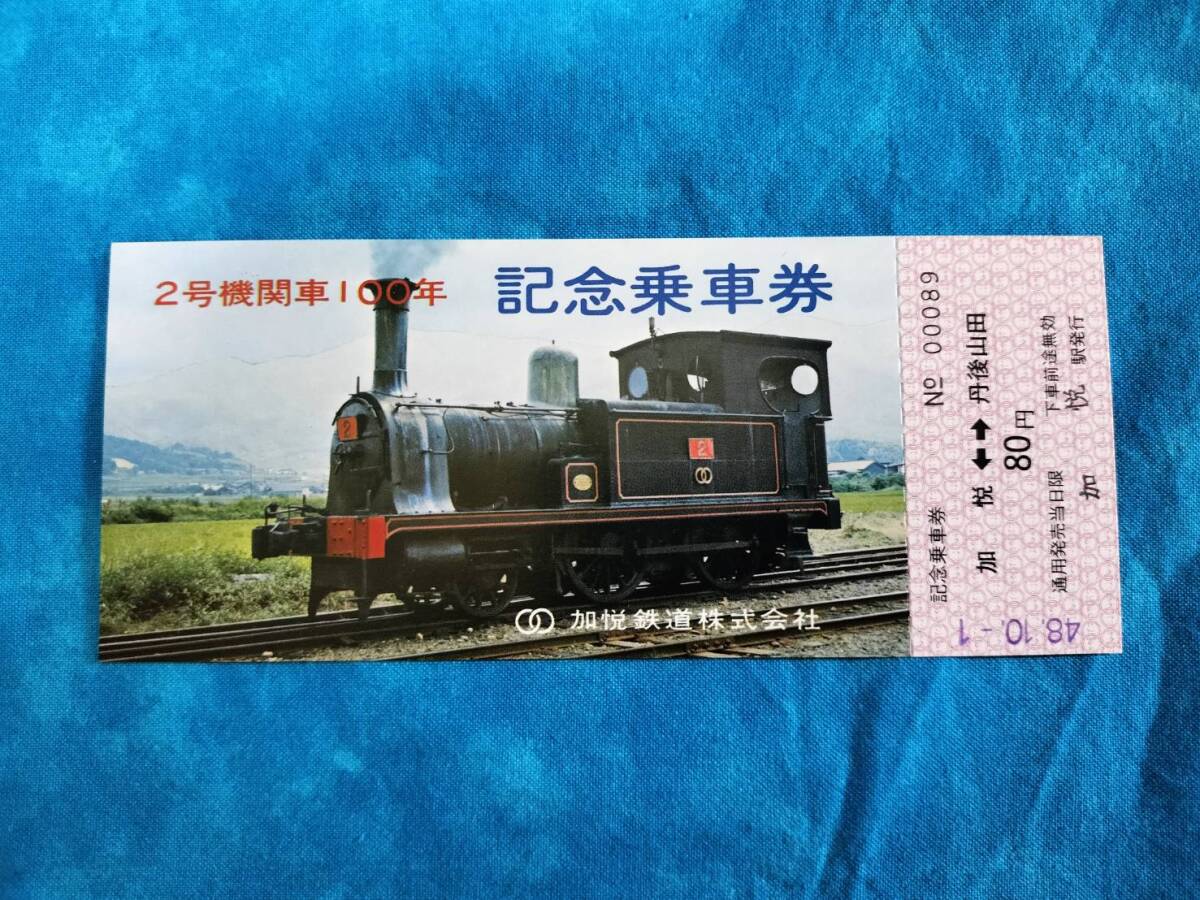 2号機関車100年
記念乗車券
2
2
加悦鉄道株式会社
記念乗車券 № 00089
加悦 ⟷ 丹後山田
80円
通用発売当日限 下車前途無効
加悦駅発行
48.10.-1